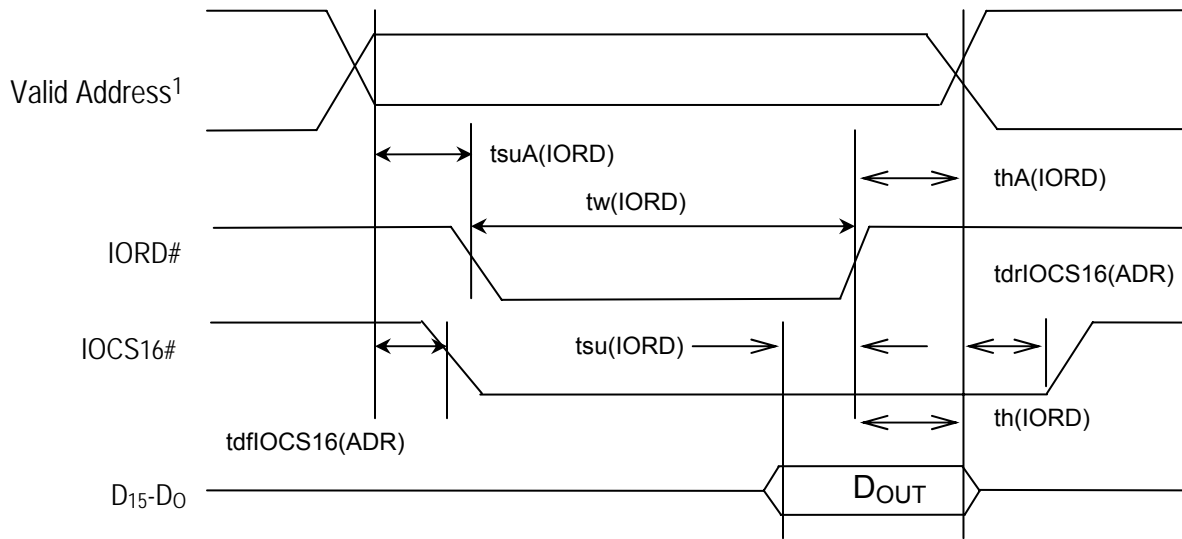 Valid Address1
tsuA(IORD)
thA(IORD)
tw(IORD)
IORD#
tdrIOCS16(ADR)
IOCS16#
tsu(IORD)
th(IORD)
tdfIOCS16(ADR)
D15-DO
DOUT